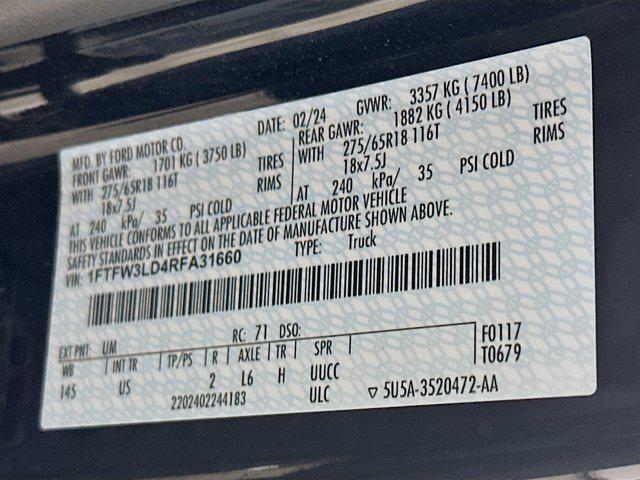 MFD. BY FORD MOTOR CO. DATE: 02/24 GVWR: 3357 KG ( 7400 LB)
FRONT GAWR: 1701 KG ( 3750 LB) REAR GAWR: 1882 KG ( 4150 LB)
WITH 275/65R18 116T TIRES WITH 275/65R18 116T TIRES
18x7.5J RIMS 18x7.5J RIMS
AT 240 kPa/ 35 PSI COLD AT 240 kPa/ 35 PSI COLD
THIS VEHICLE CONFORMS TO ALL APPLICABLE FEDERAL MOTOR VEHICLE
SAFETY STANDARDS IN EFFECT ON THE DATE OF MANUFACTURE SHOWN ABOVE.
VIN: 1FTFW3LD4RFA31660 TYPE: Truck
EXT PNT: UM RC: 71 DSO: F0117
WB INT TR TP/PS R AXLE TR SPR T0679
145 US 2 L6 H UUCC
2202402244183 ULC ▽ 5U5A-3520472-AA